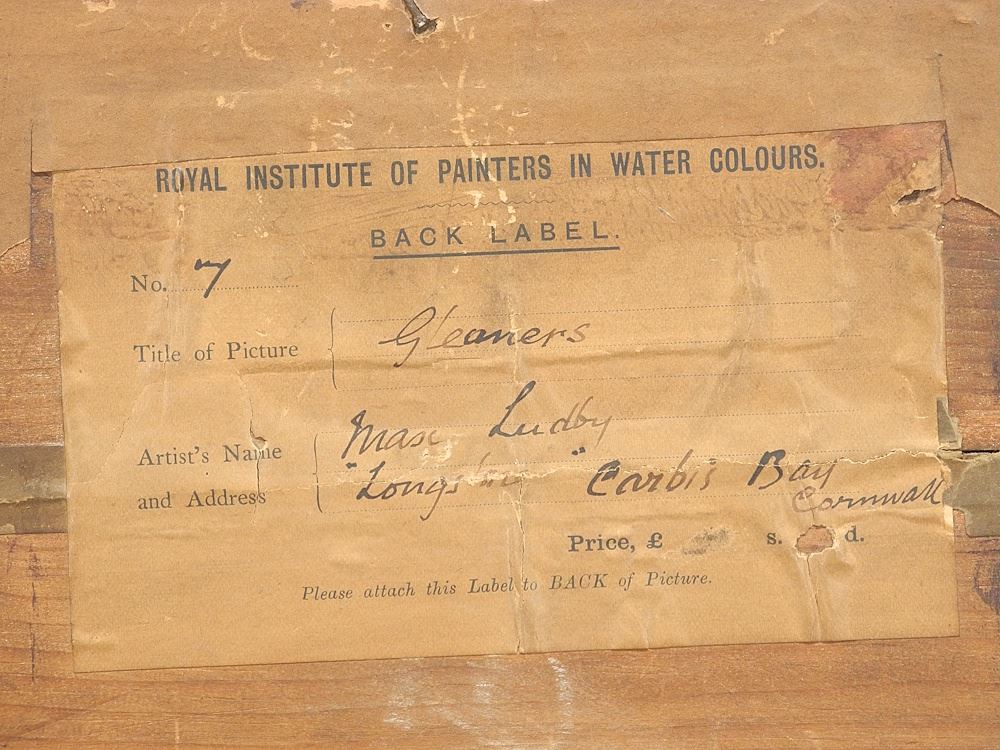 ROYAL INSTITUTE OF PAINTERS IN WATER COLOURS.
BACK LABEL.
No. 7
Title of Picture Gleaners
Artist's Name Max Ludby
and Address " " Carbis Bay
Cornwall
Price, £ s. d.
Please attach this Label to BACK of Picture.